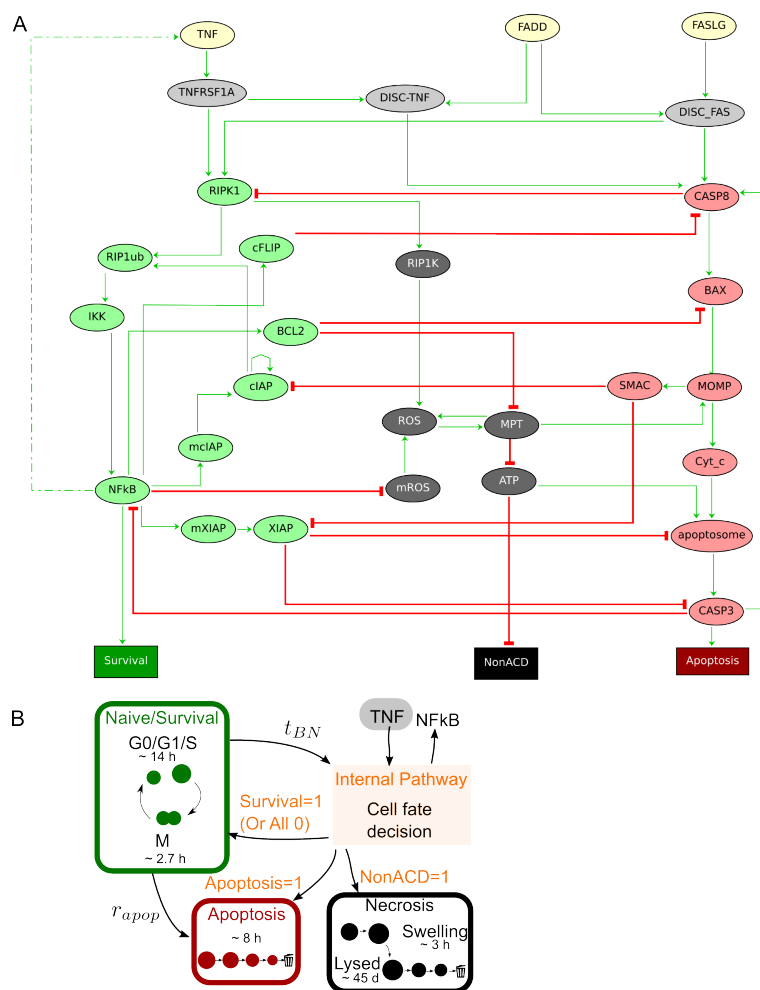 A
TNF
FADD
FASLG
TNFRSF1A
DISC-TNF
DISC_FAS
RIPK1
CASP8
cFLIP
RIP1ub
RIP1K
BAX
IKK
BCL2
cIAP
SMAC
MOMP
ROS
MPT
mcIAP
Cyt_c
NFkB
mROS
ATP
mXIAP
XIAP
apoptosome
CASP3
Survival
NonACD
Apoptosis
B
Naive/Survival
G0/G1/S
~ 14 h
M
~ 2.7 h
t_BN
TNF
NFkB
Internal Pathway
Cell fate
decision
Survival=1
(Or All 0)
Apoptosis=1
NonACD=1
r_apop
Apoptosis
~ 8 h
Necrosis
Swelling
~ 3 h
Lysed
~ 45 d